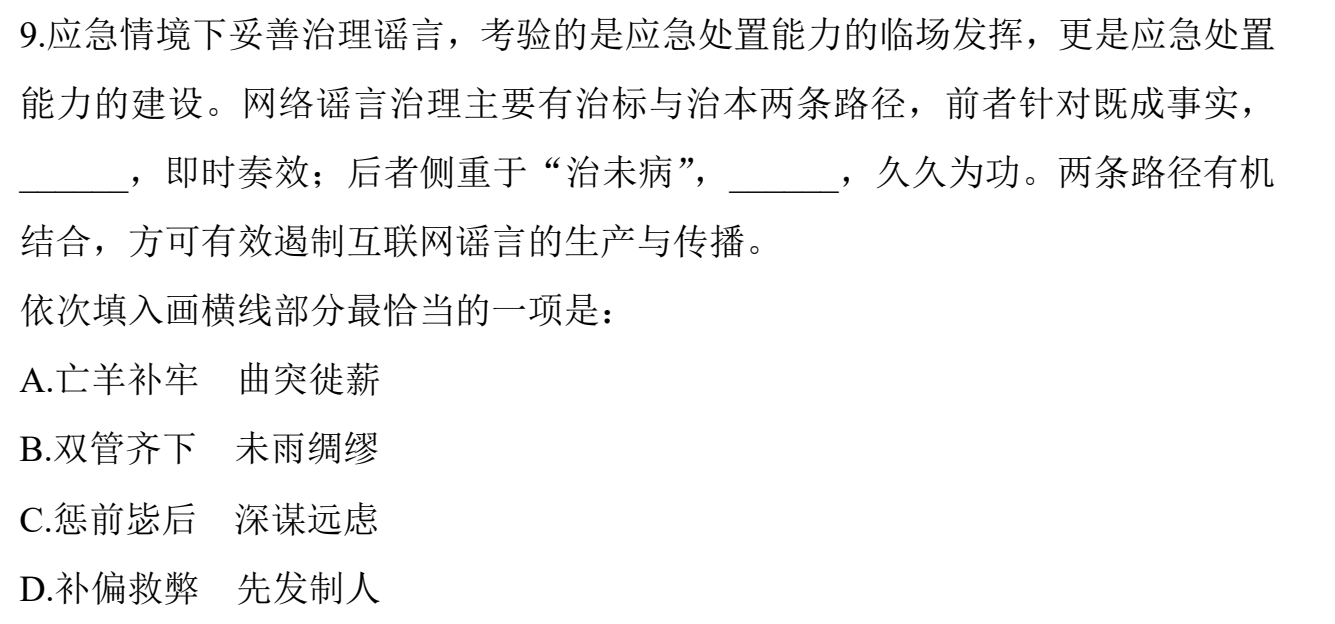 9.应急情境下妥善治理谣言，考验的是应急处置能力的临场发挥，更是应急处置
能力的建设。网络谣言治理主要有治标与治本两条路径，前者针对既成事实，
______，即时奏效；后者侧重于“治未病”，______，久久为功。两条路径有机
结合，方可有效遏制互联网谣言的生产与传播。
依次填入画横线部分最恰当的一项是：
A.亡羊补牢　曲突徙薪
B.双管齐下　未雨绸缪
C.惩前毖后　深谋远虑
D.补偏救弊　先发制人